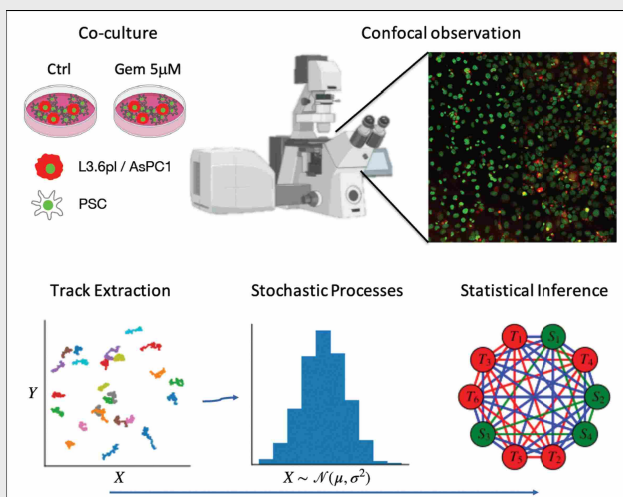 Co-culture
Confocal observation
Ctrl
Gem 5μM
L3.6pl / AsPC1
PSC
Track Extraction
Stochastic Processes
Statistical Inference
Y
X
X ~ 𝒩(μ, σ²)
T₁
S₁
T₃
T₄
T₆
S₂
S₃
S₄
T₅
T₂